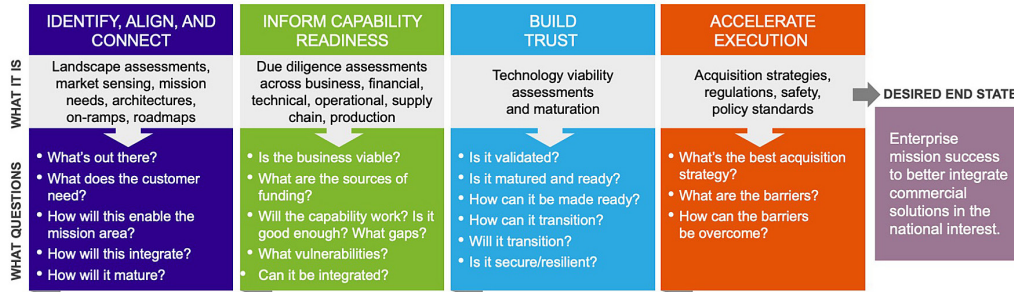 IDENTIFY, ALIGN, AND
CONNECT
INFORM CAPABILITY
READINESS
BUILD
TRUST
ACCELERATE
EXECUTION
WHAT IT IS
Landscape assessments,
market sensing, mission
needs, architectures,
on-ramps, roadmaps
Due diligence assessments
across business, financial,
technical, operational, supply
chain, production
Technology viability
assessments
and maturation
Acquisition strategies,
regulations, safety,
policy standards
DESIRED END STATE
WHAT QUESTIONS
• What's out there?
• What does the customer
need?
• How will this enable the
mission area?
• How will this integrate?
• How will it mature?
• Is the business viable?
• What are the sources of
funding?
• Will the capability work? Is it
good enough? What gaps?
• What vulnerabilities?
• Can it be integrated?
• Is it validated?
• Is it matured and ready?
• How can it be made ready?
• How can it transition?
• Will it transition?
• Is it secure/resilient?
• What's the best acquisition
strategy?
• What are the barriers?
• How can the barriers
be overcome?
Enterprise
mission success
to better integrate
commercial
solutions in the
national interest.